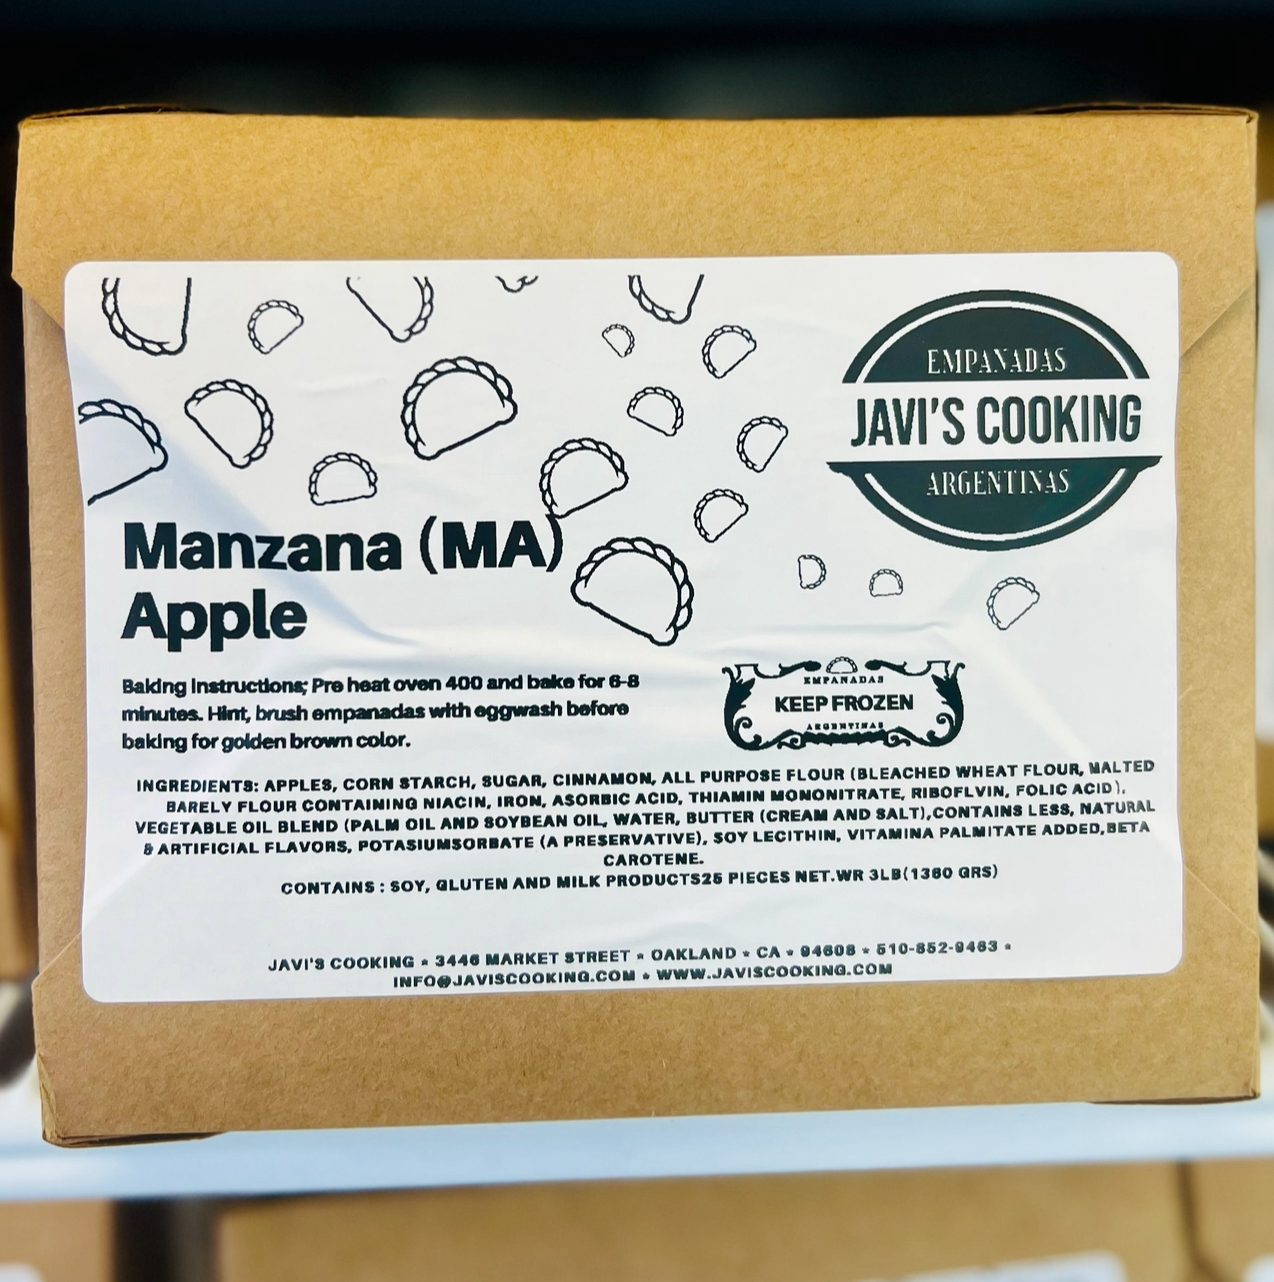 EMPANADAS
JAVI'S COOKING
ARGENTINAS
Manzana (MA)
Apple
Baking Instructions; Pre heat oven 400 and bake for 6-8
minutes. Hint, brush empanadas with eggwash before
baking for golden brown color.
EMPANADAS
KEEP FROZEN
ARGENTINAS
INGREDIENTS: APPLES, CORN STARCH, SUGAR, CINNAMON, ALL PURPOSE FLOUR (BLEACHED WHEAT FLOUR, MALTED
BARELY FLOUR CONTAINING NIACIN, IRON, ASORBIC ACID, THIAMIN MONONITRATE, RIBOFLVIN, FOLIC ACID),
VEGETABLE OIL BLEND (PALM OIL AND SOYBEAN OIL, WATER, BUTTER (CREAM AND SALT),CONTAINS LESS, NATURAL
& ARTIFICIAL FLAVORS, POTASIUMSORBATE (A PRESERVATIVE), SOY LECITHIN, VITAMINA PALMITATE ADDED,BETA
CAROTENE.
CONTAINS : SOY, GLUTEN AND MILK PRODUCTS25 PIECES NET.WR 3LB(1360 GRS)
JAVI'S COOKING * 3446 MARKET STREET * OAKLAND * CA * 94608 * 510-852-9463 *
INFO@JAVISCOOKING.COM * WWW.JAVISCOOKING.COM